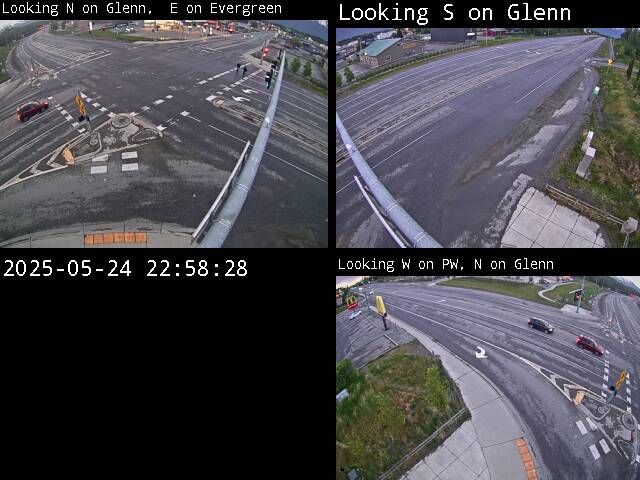 Looking N on Glenn,  E on Evergreen
Looking S on Glenn
2025-05-24 22:58:28
Looking W on PW, N on Glenn